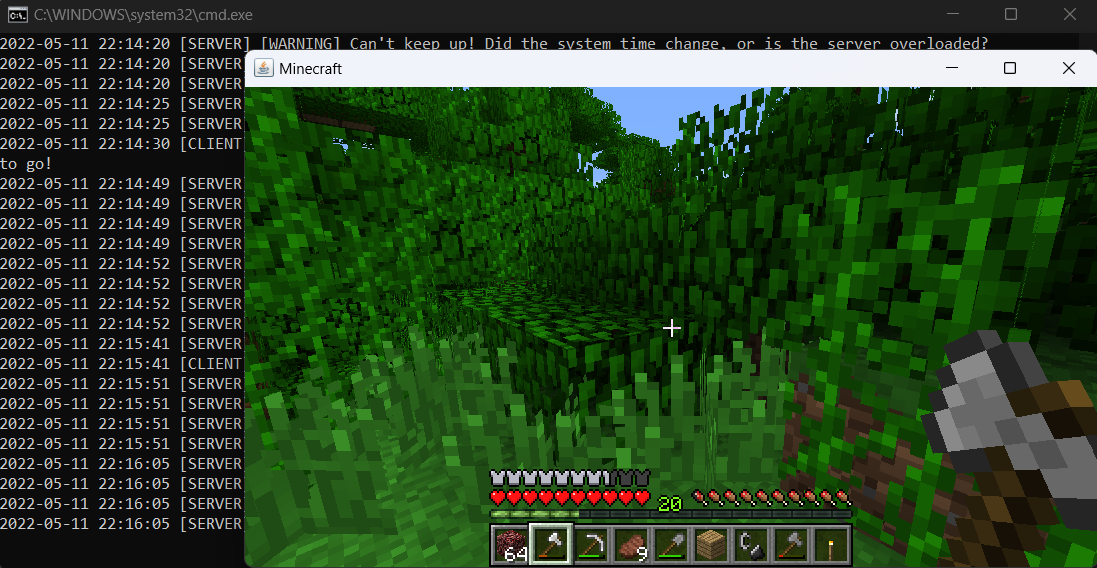 C:\WINDOWS\system32\cmd.exe
2022-05-11 22:14:20 [SERVER] [WARNING] Can't keep up! Did the system time change, or is the server overloaded?
2022-05-11 22:14:20 [SERVER]
2022-05-11 22:14:20 [SERVER]
2022-05-11 22:14:25 [SERVER
2022-05-11 22:14:25 [SERVER
2022-05-11 22:14:30 [CLIENT
to go!
2022-05-11 22:14:49 [SERVER
2022-05-11 22:14:49 [SERVER
2022-05-11 22:14:49 [SERVER
2022-05-11 22:14:49 [SERVER
2022-05-11 22:14:52 [SERVER
2022-05-11 22:14:52 [SERVER
2022-05-11 22:14:52 [SERVER
2022-05-11 22:14:52 [SERVER
2022-05-11 22:15:41 [SERVER
2022-05-11 22:15:41 [CLIENT
2022-05-11 22:15:51 [SERVER
2022-05-11 22:15:51 [SERVER
2022-05-11 22:15:51 [SERVER
2022-05-11 22:15:51 [SERVER
2022-05-11 22:16:05 [SERVER
2022-05-11 22:16:05 [SERVER
2022-05-11 22:16:05 [SERVER
2022-05-11 22:16:05 [SERVER
Minecraft
20
64
9